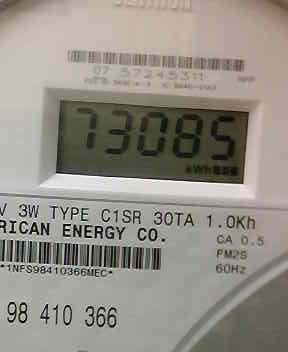 07 57245311
73085
kWh
V 3W TYPE C1SR 30TA 1.0Kh
RICAN ENERGY CO.
CA 0.5
FM2S
60Hz
*1NFS98410366MEC*
98 410 366